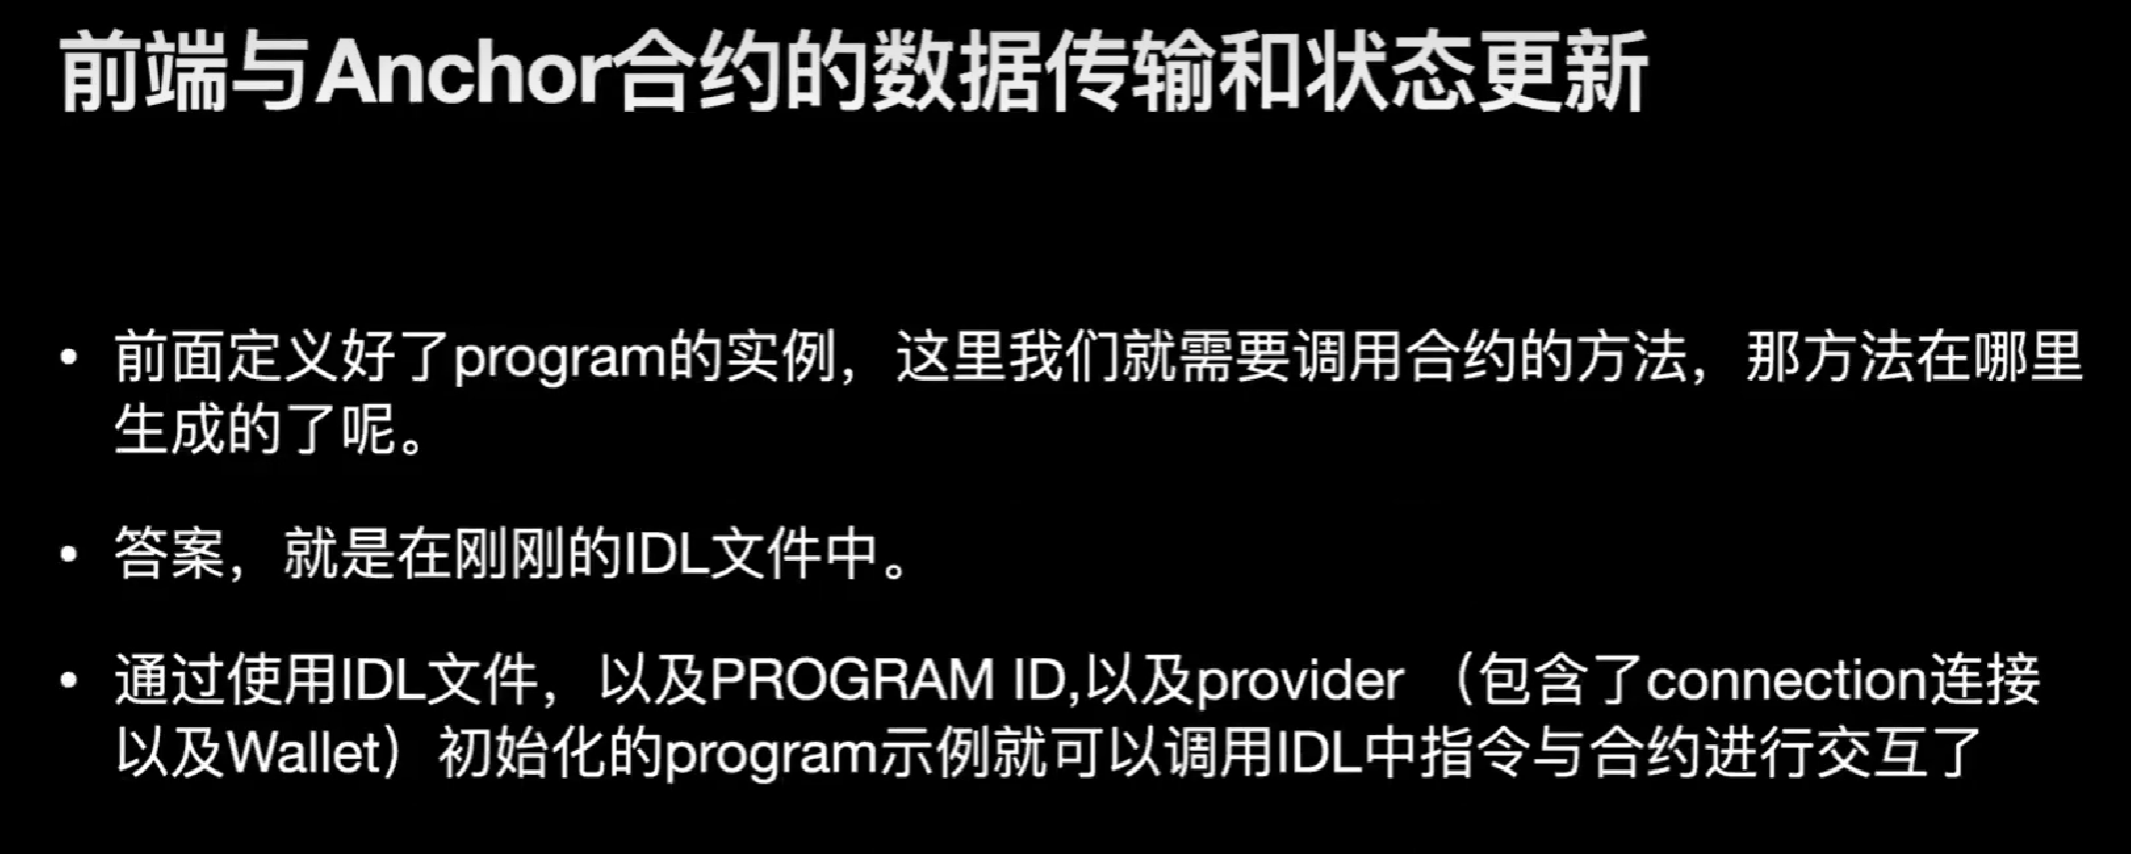 前端与Anchor合约的数据传输和状态更新
• 前面定义好了program的实例，这里我们就需要调用合约的方法，那方法在哪里
生成的了呢。
• 答案，就是在刚刚的IDL文件中。
• 通过使用IDL文件，以及PROGRAM ID,以及provider （包含了connection连接
以及Wallet）初始化的program示例就可以调用IDL中指令与合约进行交互了